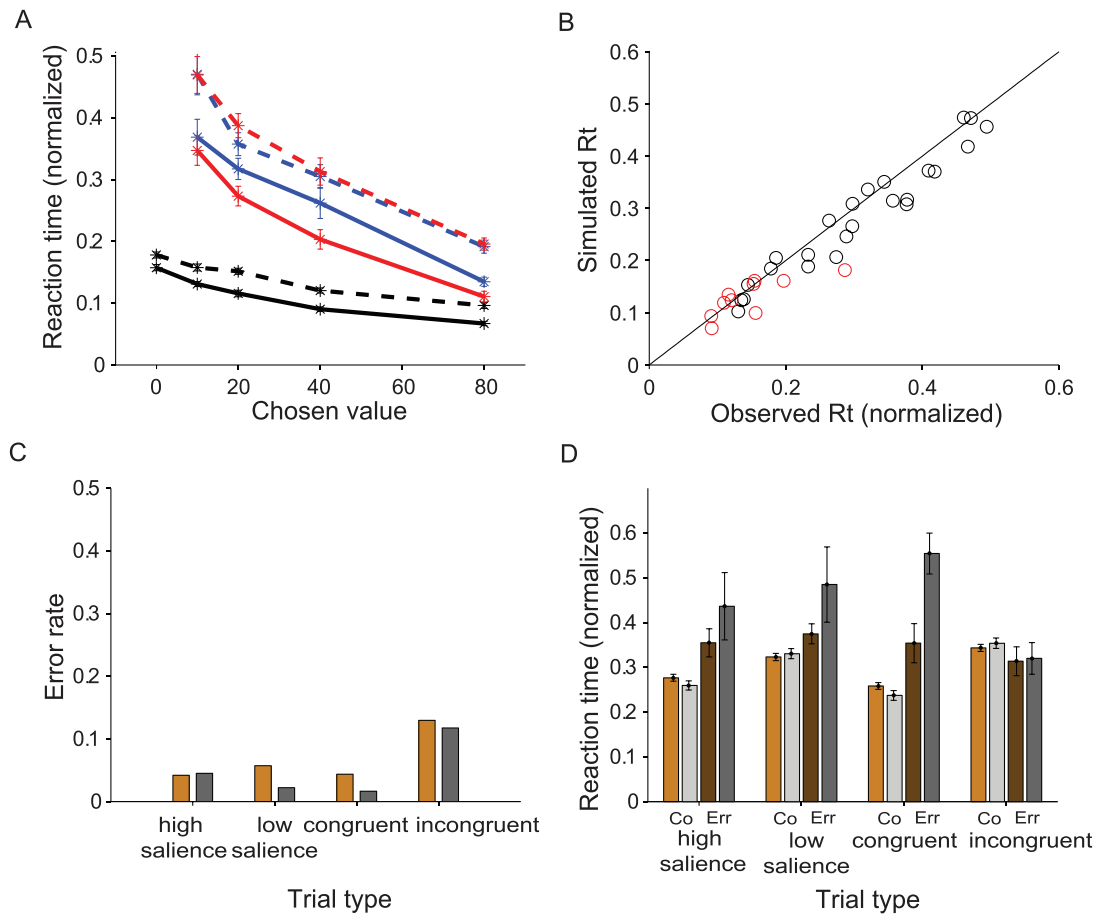 A
Reaction time (normalized)
0.5
0.4
0.3
0.2
0.1
0
0 20 40 60 80
Chosen value
B
Simulated Rt
0.6
0.5
0.4
0.3
0.2
0.1
0
0 0.2 0.4 0.6
Observed Rt (normalized)
C
Error rate
0.5
0.4
0.3
0.2
0.1
0
high low congruent incongruent
salience salience
Trial type
D
Reaction time (normalized)
0.6
0.5
0.4
0.3
0.2
0.1
0
Co Err Co Err Co Err Co Err
high low congruent incongruent
salience salience
Trial type